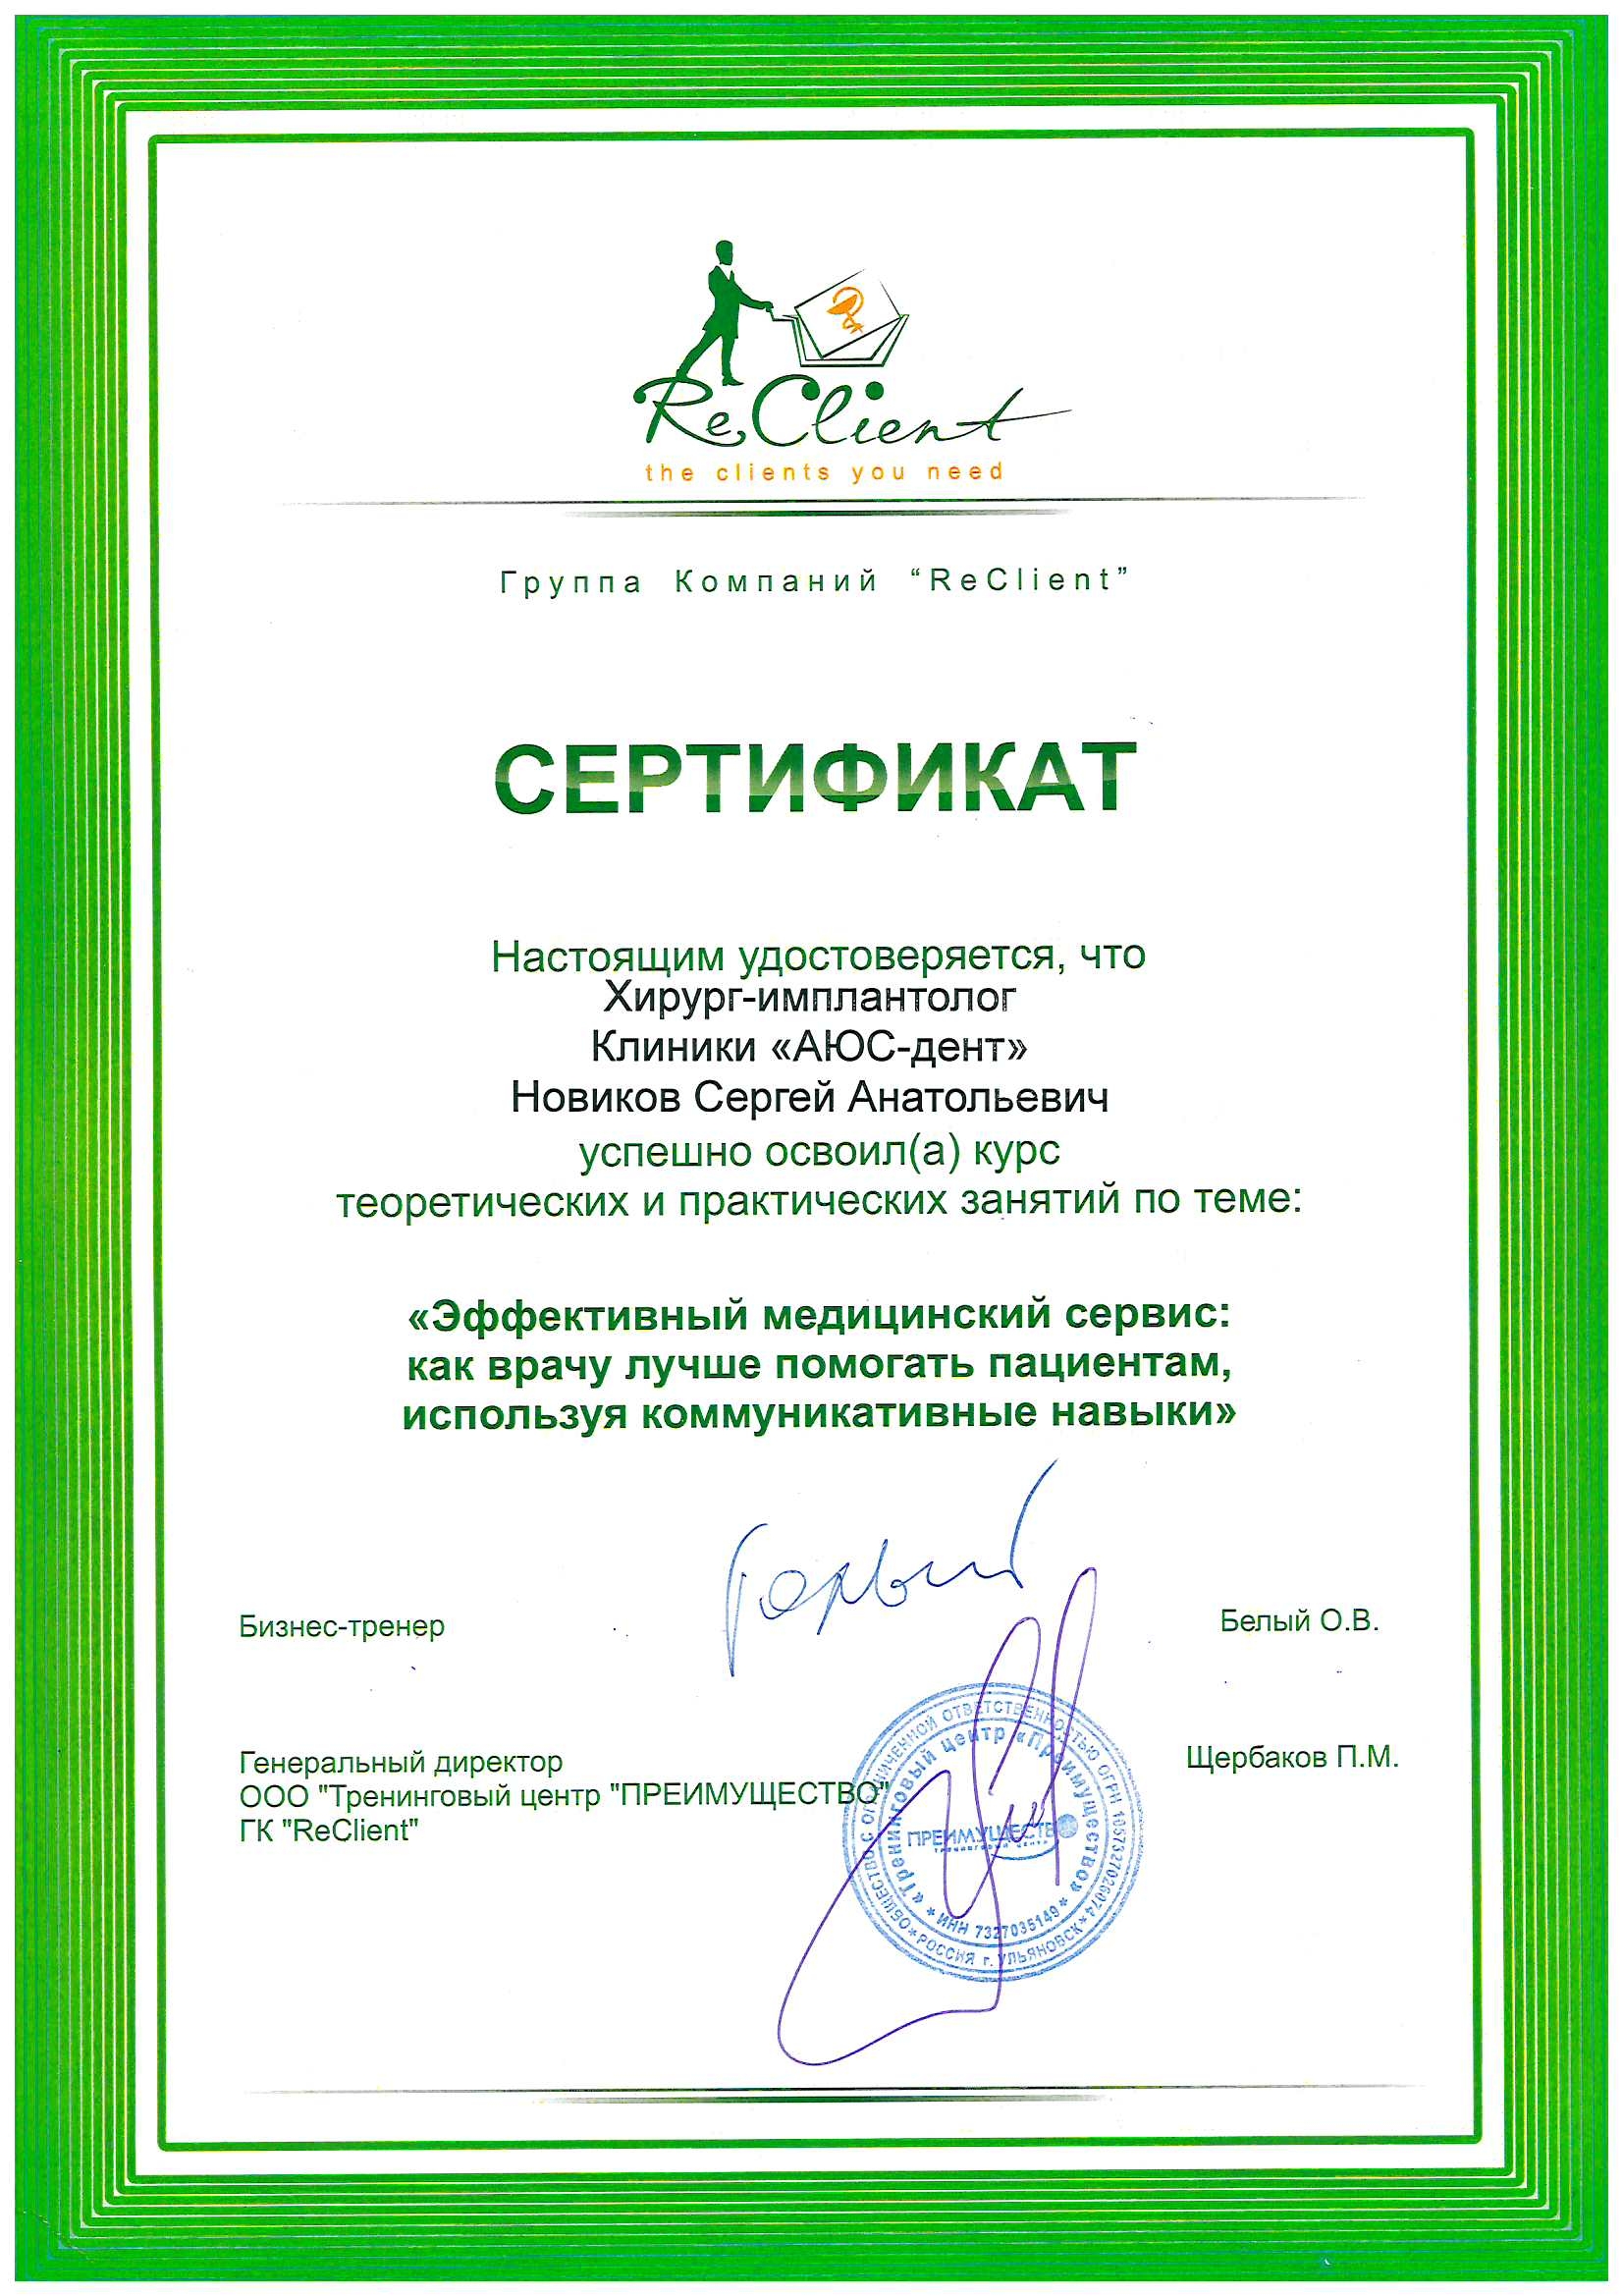 ReClient
the clients you need
Группа Компаний “ReClient”
СЕРТИФИКАТ
Настоящим удостоверяется, что
Хирург-имплантолог
Клиники «АЮС-дент»
Новиков Сергей Анатольевич
успешно освоил(а) курс
теоретических и практических занятий по теме:
«Эффективный медицинский сервис:
как врачу лучше помогать пациентам,
используя коммуникативные навыки»
Бизнес-тренер
Белый О.В.
Генеральный директор
ООО "Тренинговый центр "ПРЕИМУЩЕСТВО"
ГК "ReClient"
Щербаков П.М.
ОБЩЕСТВО С ОГРАНИЧЕННОЙ ОТВЕТСТВЕННОСТЬЮ ОГРН 1057327026074
* РОССИЯ г. УЛЬЯНОВСК *
«Тренинговый центр «Преимущество»
* ИНН 7327035149 *
ПРЕИМУЩЕСТВ
тренинговый центр